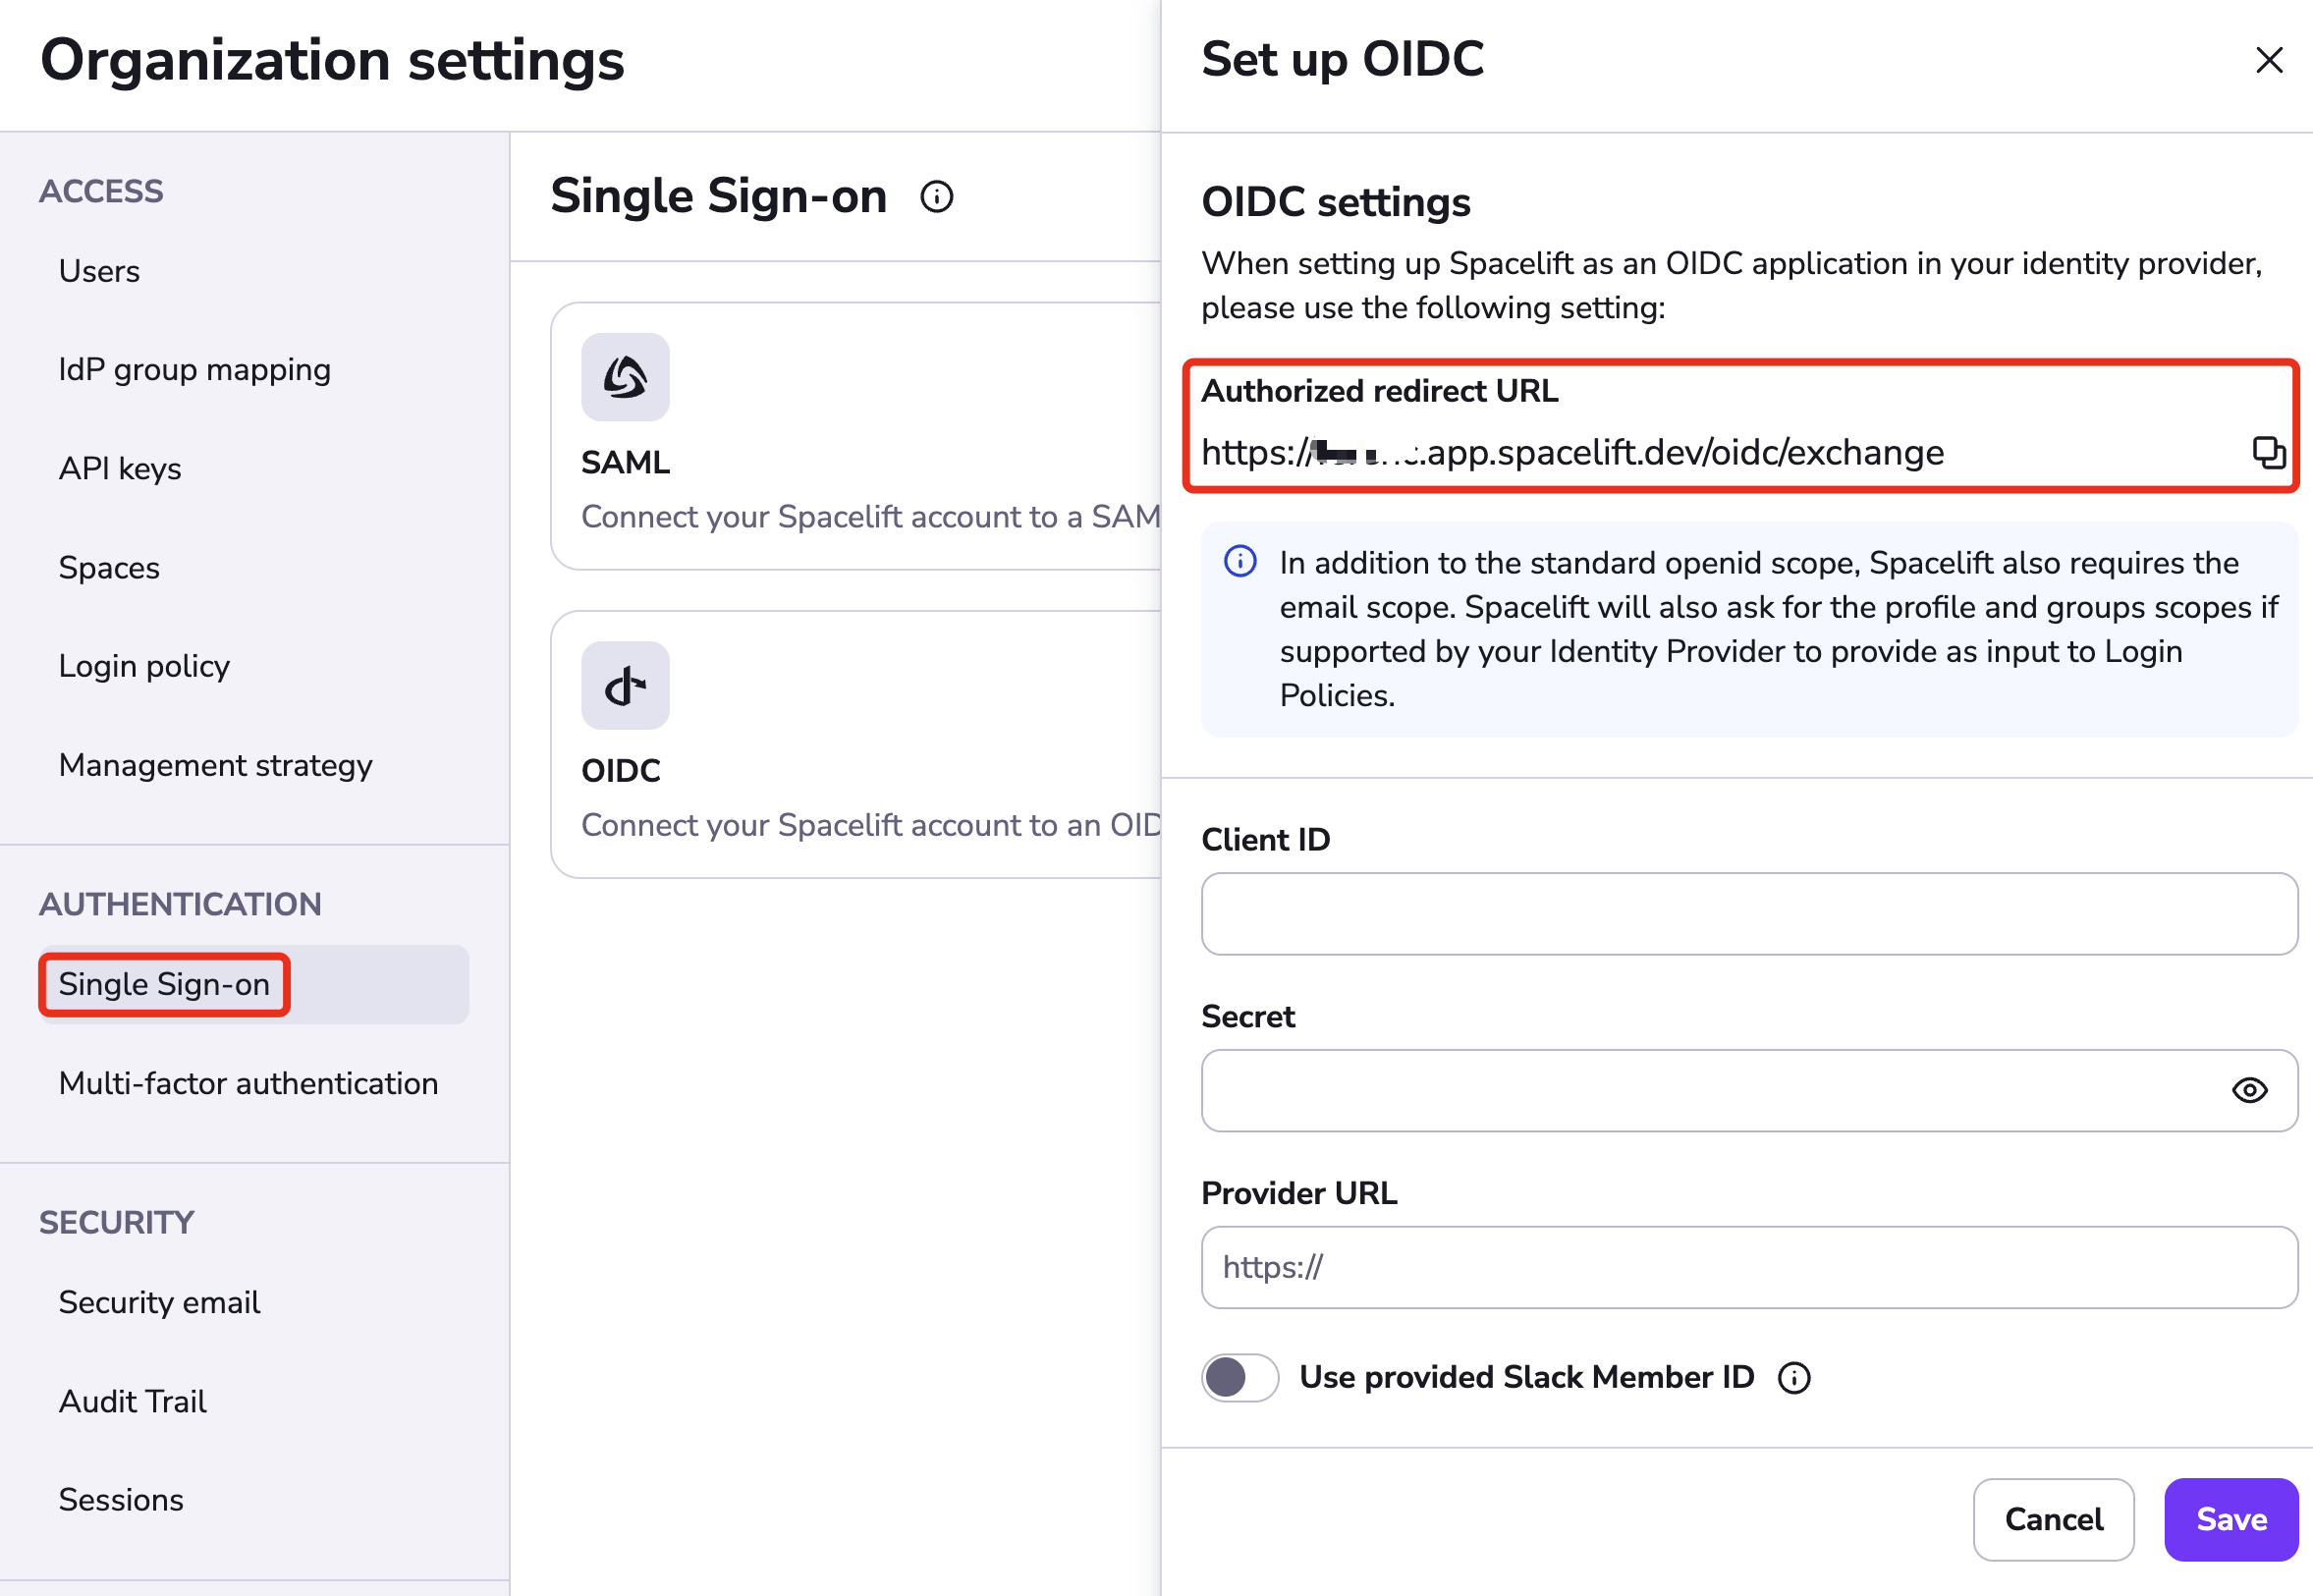 Organization settings
ACCESS
Users
IdP group mapping
API keys
Spaces
Login policy
Management strategy
AUTHENTICATION
Single Sign-on
Multi-factor authentication
SECURITY
Security email
Audit Trail
Sessions
Single Sign-on
SAML
Connect your Spacelift account to a SAM
OIDC
Connect your Spacelift account to an OID
Set up OIDC
OIDC settings
When setting up Spacelift as an OIDC application in your identity provider,
please use the following setting:
Authorized redirect URL
https:// .app.spacelift.dev/oidc/exchange
In addition to the standard openid scope, Spacelift also requires the
email scope. Spacelift will also ask for the profile and groups scopes if
supported by your Identity Provider to provide as input to Login
Policies.
Client ID
Secret
Provider URL
https://
Use provided Slack Member ID
Cancel
Save